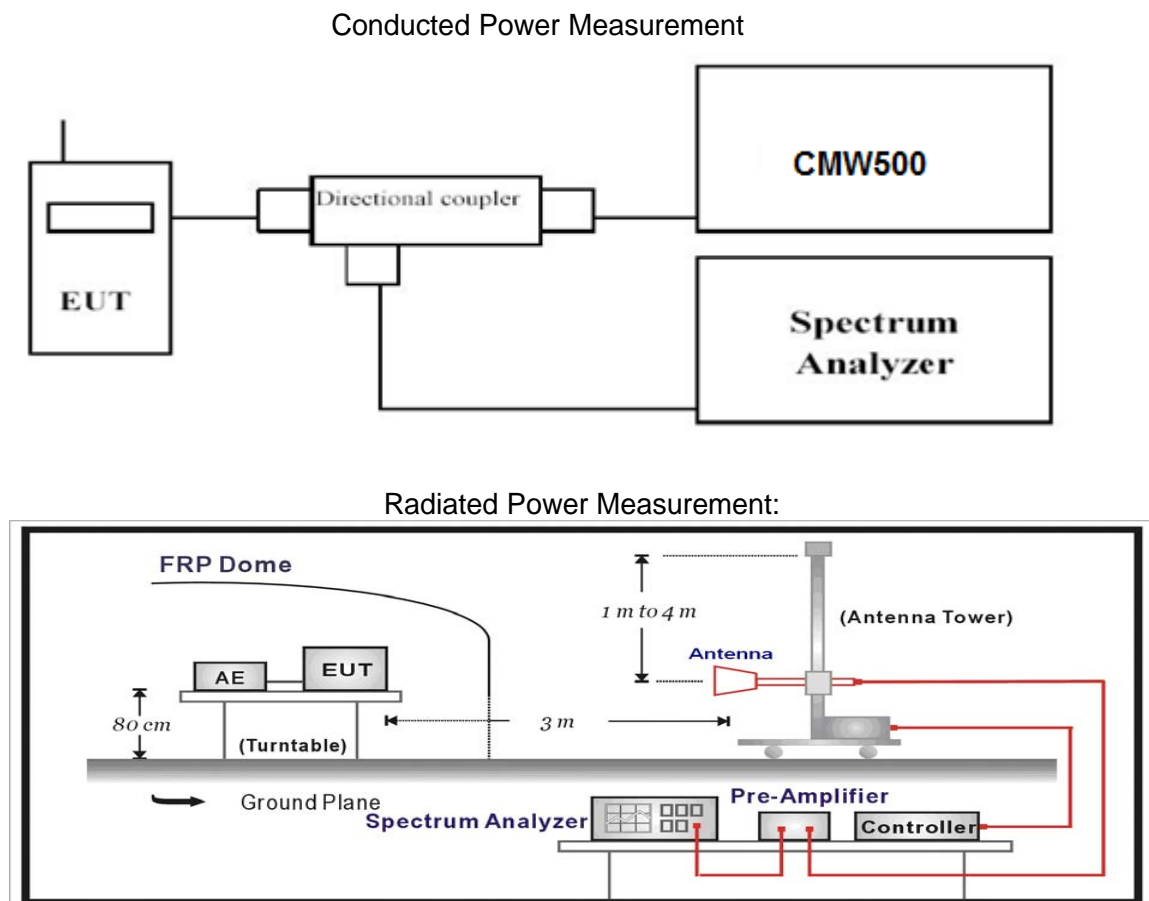 Conducted Power Measurement
CMW500
Directional coupler
EUT
Spectrum
Analyzer
Radiated Power Measurement:
FRP Dome
1 m to 4 m
(Antenna Tower)
Antenna
AE
EUT
80 cm
3 m
(Turntable)
Ground Plane
Pre-Amplifier
Spectrum Analyzer
Controller